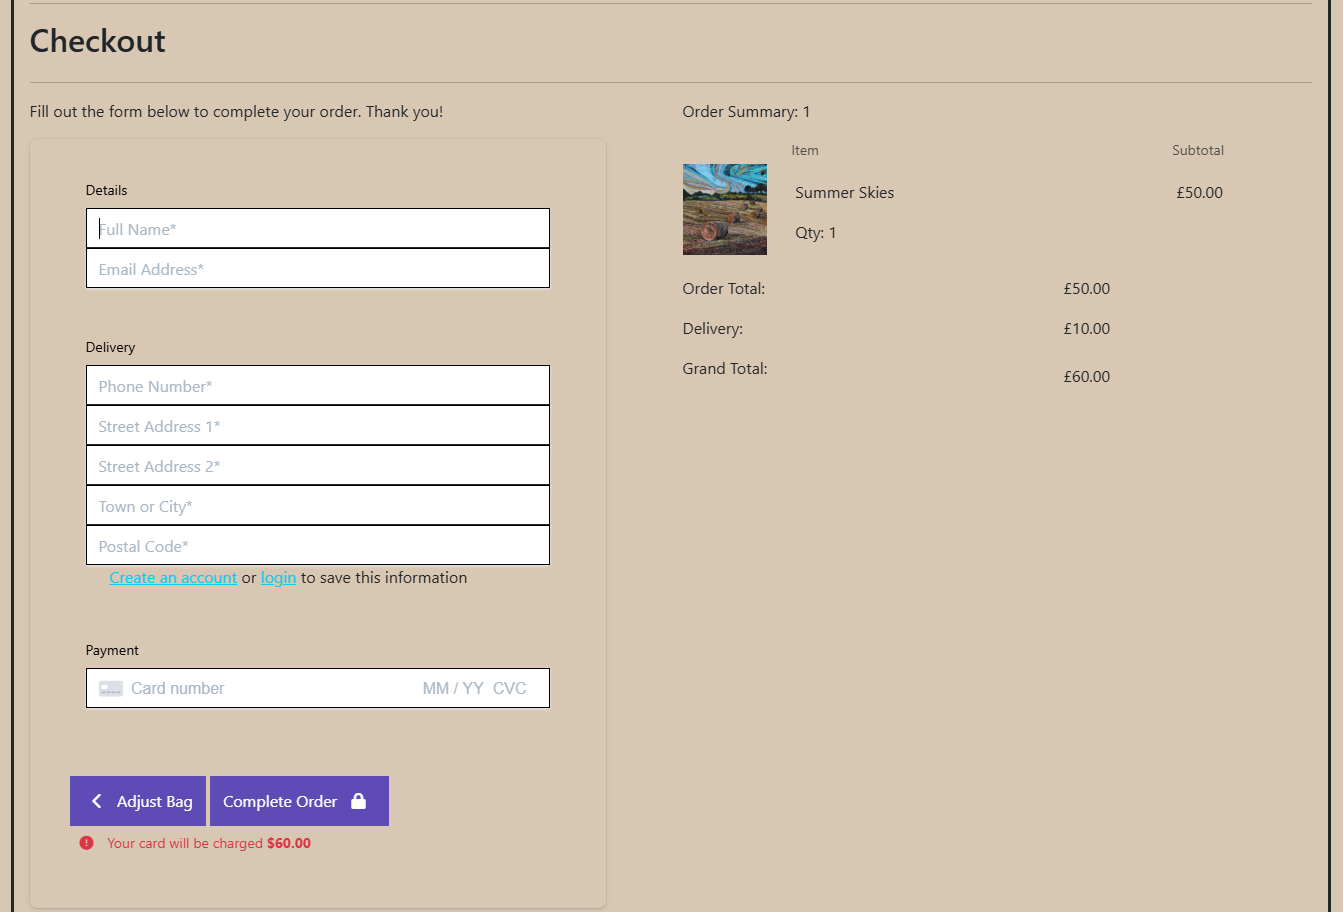 Checkout
Fill out the form below to complete your order. Thank you!
Details
Full Name*
Email Address*
Delivery
Phone Number*
Street Address 1*
Street Address 2*
Town or City*
Postal Code*
Create an account or login to save this information
Payment
Card number MM / YY CVC
Adjust Bag Complete Order
Your card will be charged $60.00
Order Summary: 1
Item Subtotal
Summer Skies £50.00
Qty: 1
Order Total: £50.00
Delivery: £10.00
Grand Total: £60.00